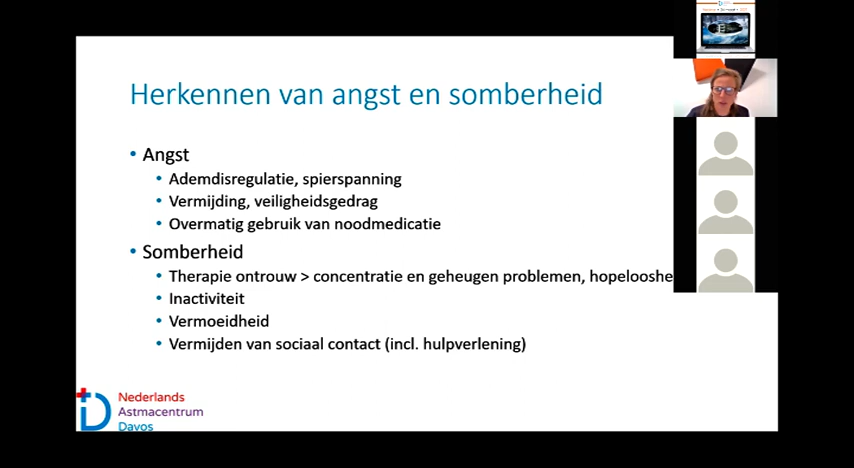 Herkennen van angst en somberheid
• Angst
• Ademdisregulatie, spierspanning
• Vermijding, veiligheidsgedrag
• Overmatig gebruik van noodmedicatie
• Somberheid
• Therapie ontrouw > concentratie en geheugen problemen, hopelooshe
• Inactiviteit
• Vermoeidheid
• Vermijden van sociaal contact (incl. hulpverlening)
Nederlands
Astmacentrum
Davos